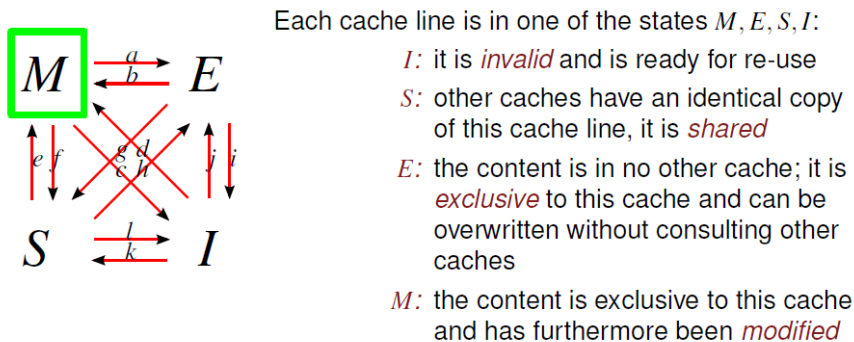 Each cache line is in one of the states M, E, S, I:
M
a
b
E
I: it is invalid and is ready for re-use
S: other caches have an identical copy
of this cache line, it is shared
e
f
g
d
c
h
j
i
E: the content is in no other cache; it is
exclusive to this cache and can be
overwritten without consulting other
caches
S
l
k
I
M: the content is exclusive to this cache
and has furthermore been modified